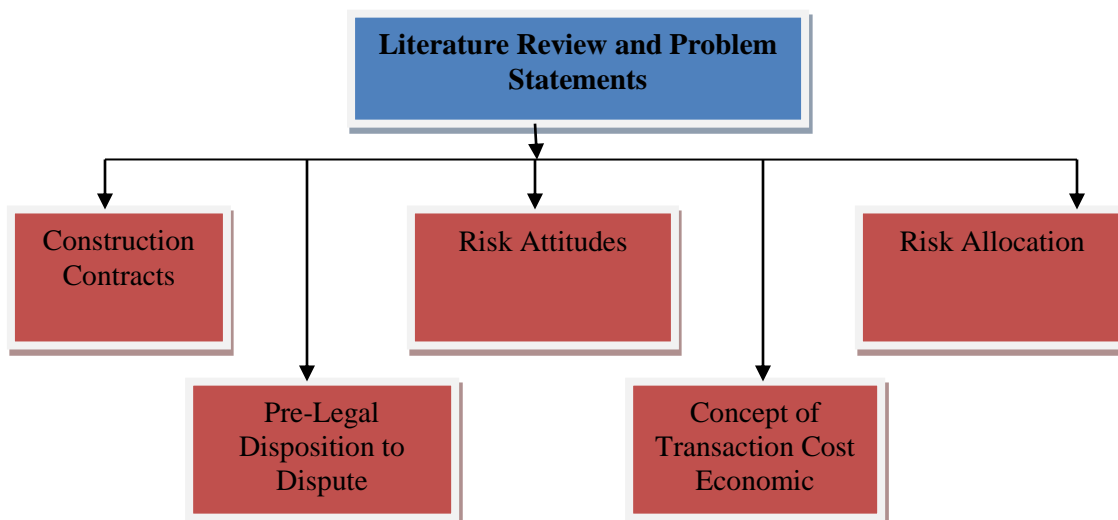 Literature Review and Problem
Statements
Construction
Contracts
Risk Attitudes
Risk Allocation
Pre-Legal
Disposition to
Dispute
Concept of
Transaction Cost
Economic